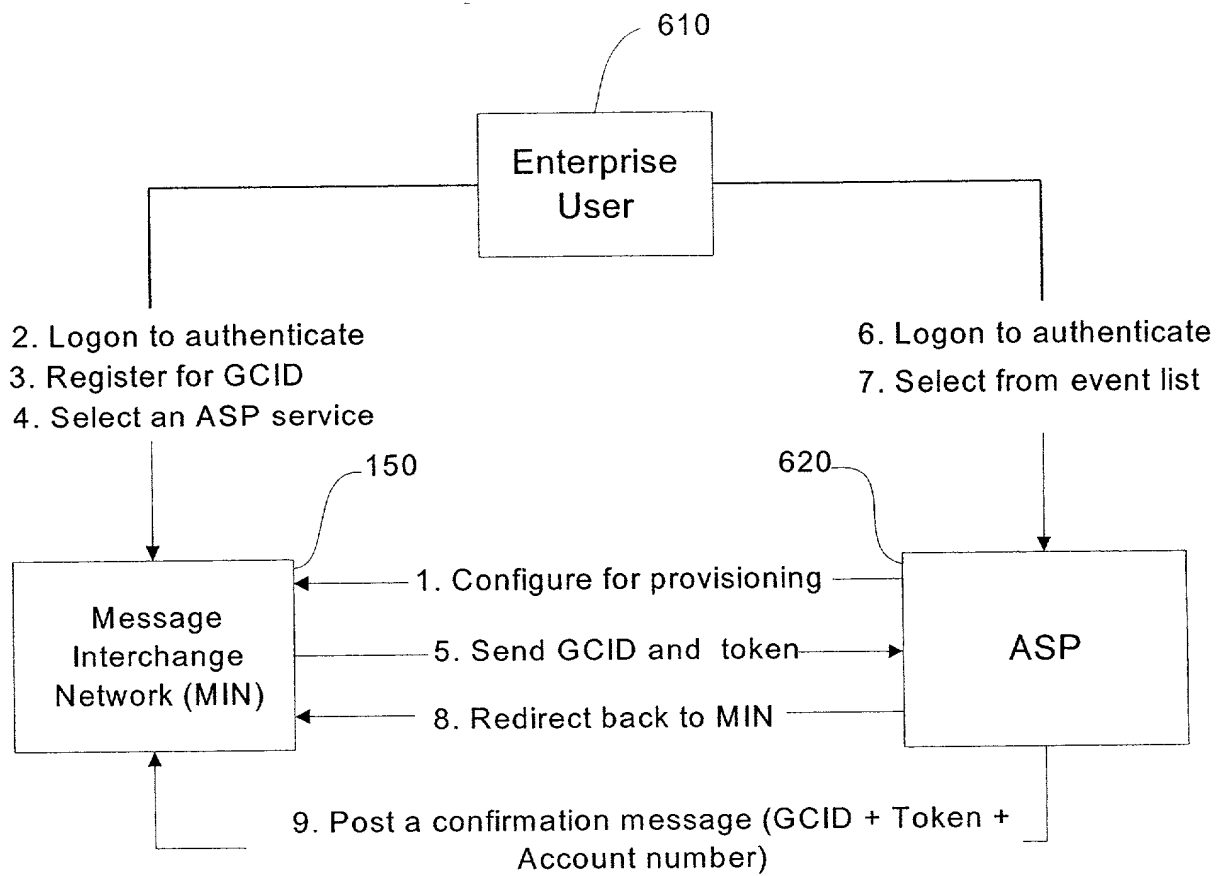 610
Enterprise
User
2. Logon to authenticate
3. Register for GCID
4. Select an ASP service
6. Logon to authenticate
7. Select from event list
150
620
1. Configure for provisioning
Message
Interchange
Network (MIN)
5. Send GCID and token
ASP
8. Redirect back to MIN
9. Post a confirmation message (GCID + Token +
Account number)